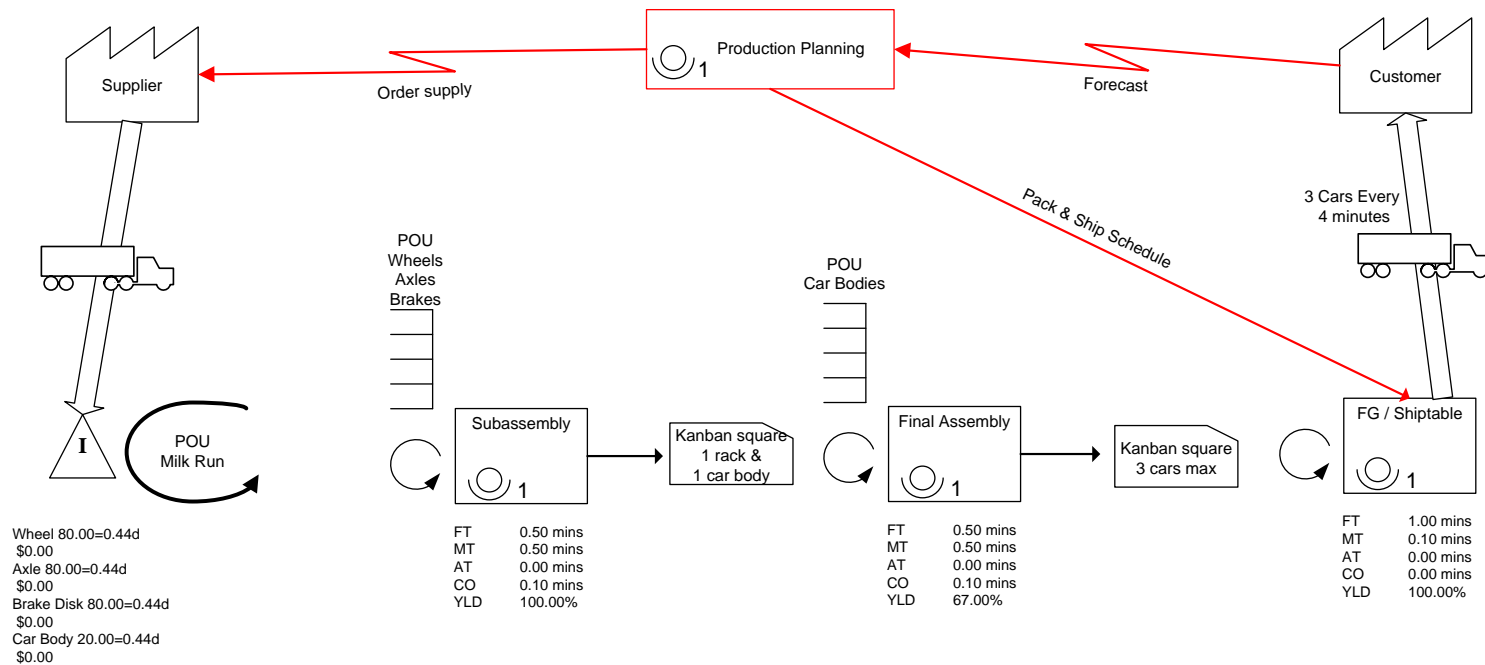 Supplier
Order supply
Production Planning
1
Forecast
Customer
Pack & Ship Schedule
3 Cars Every
4 minutes
POU
Wheels
Axles
Brakes
POU
Car Bodies
I
POU
Milk Run
Subassembly
1
Kanban square
1 rack &
1 car body
Final Assembly
1
Kanban square
3 cars max
FG / Shiptable
1
Wheel 80.00=0.44d
$0.00
Axle 80.00=0.44d
$0.00
Brake Disk 80.00=0.44d
$0.00
Car Body 20.00=0.44d
$0.00
FT 0.50 mins
MT 0.50 mins
AT 0.00 mins
CO 0.10 mins
YLD 100.00%
FT 0.50 mins
MT 0.50 mins
AT 0.00 mins
CO 0.10 mins
YLD 67.00%
FT 1.00 mins
MT 0.10 mins
AT 0.00 mins
CO 0.00 mins
YLD 100.00%